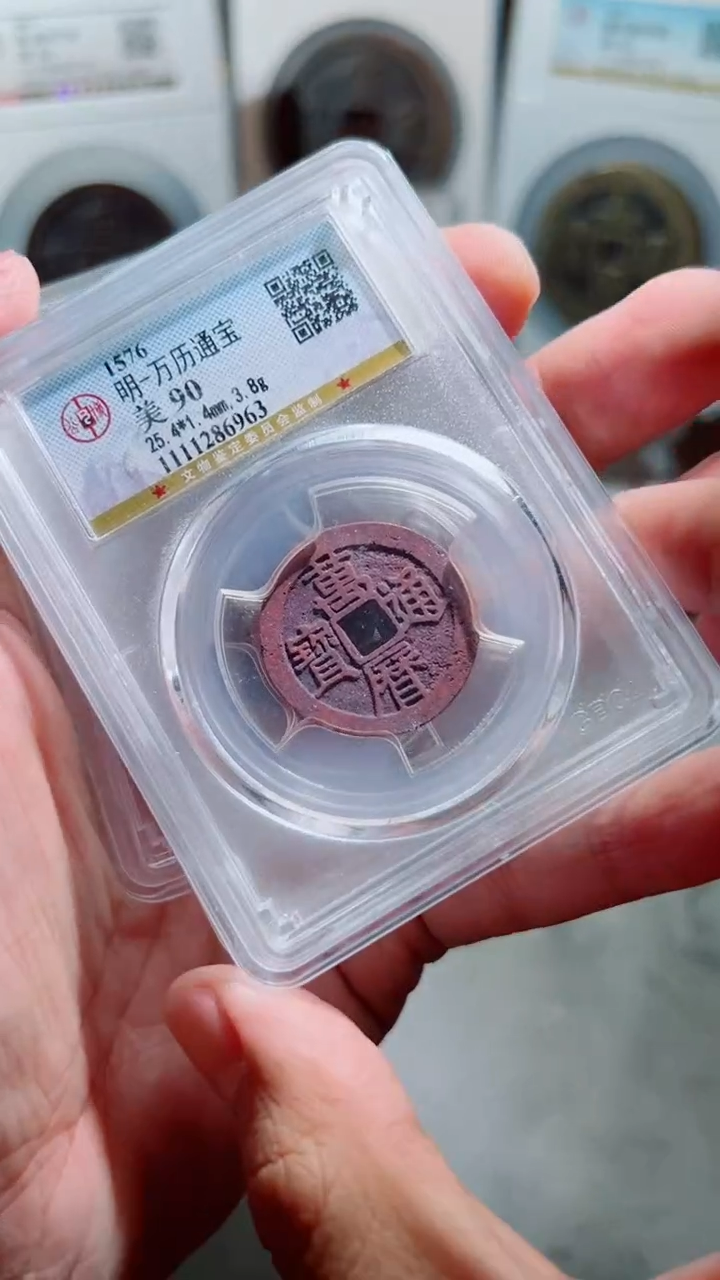 1576
明-万历通宝
美 90
25.4*1.4mm,3.8g
1111286963
文物鉴定委员会监制
萬曆通寶